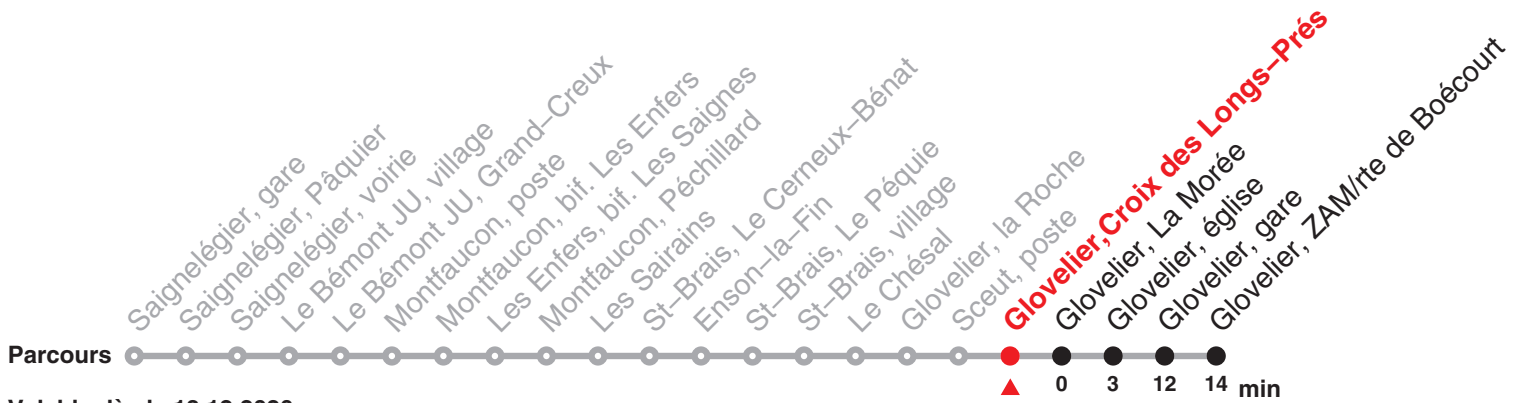 Saignelégier, gare
Saignelégier, Pâquier
Saignelégier, voirie
Le Bémont JU, village
Le Bémont JU, Grand–Creux
Montfaucon, poste
Montfaucon, bif. Les Enfers
Les Enfers, bif. Les Saignes
Montfaucon, Péchillard
Les Sairains
St–Brais, Le Cerneux–Bénat
Enson–la–Fin
St–Brais, Le Péquie
St–Brais, village
Le Chésal
Glovelier, la Roche
Sceut, poste
Glovelier, Croix des Longs–Prés
Glovelier, La Morée
Glovelier, église
Glovelier, gare
Glovelier, ZAM/rte de Boécourt
Parcours
0 3 12 14 min